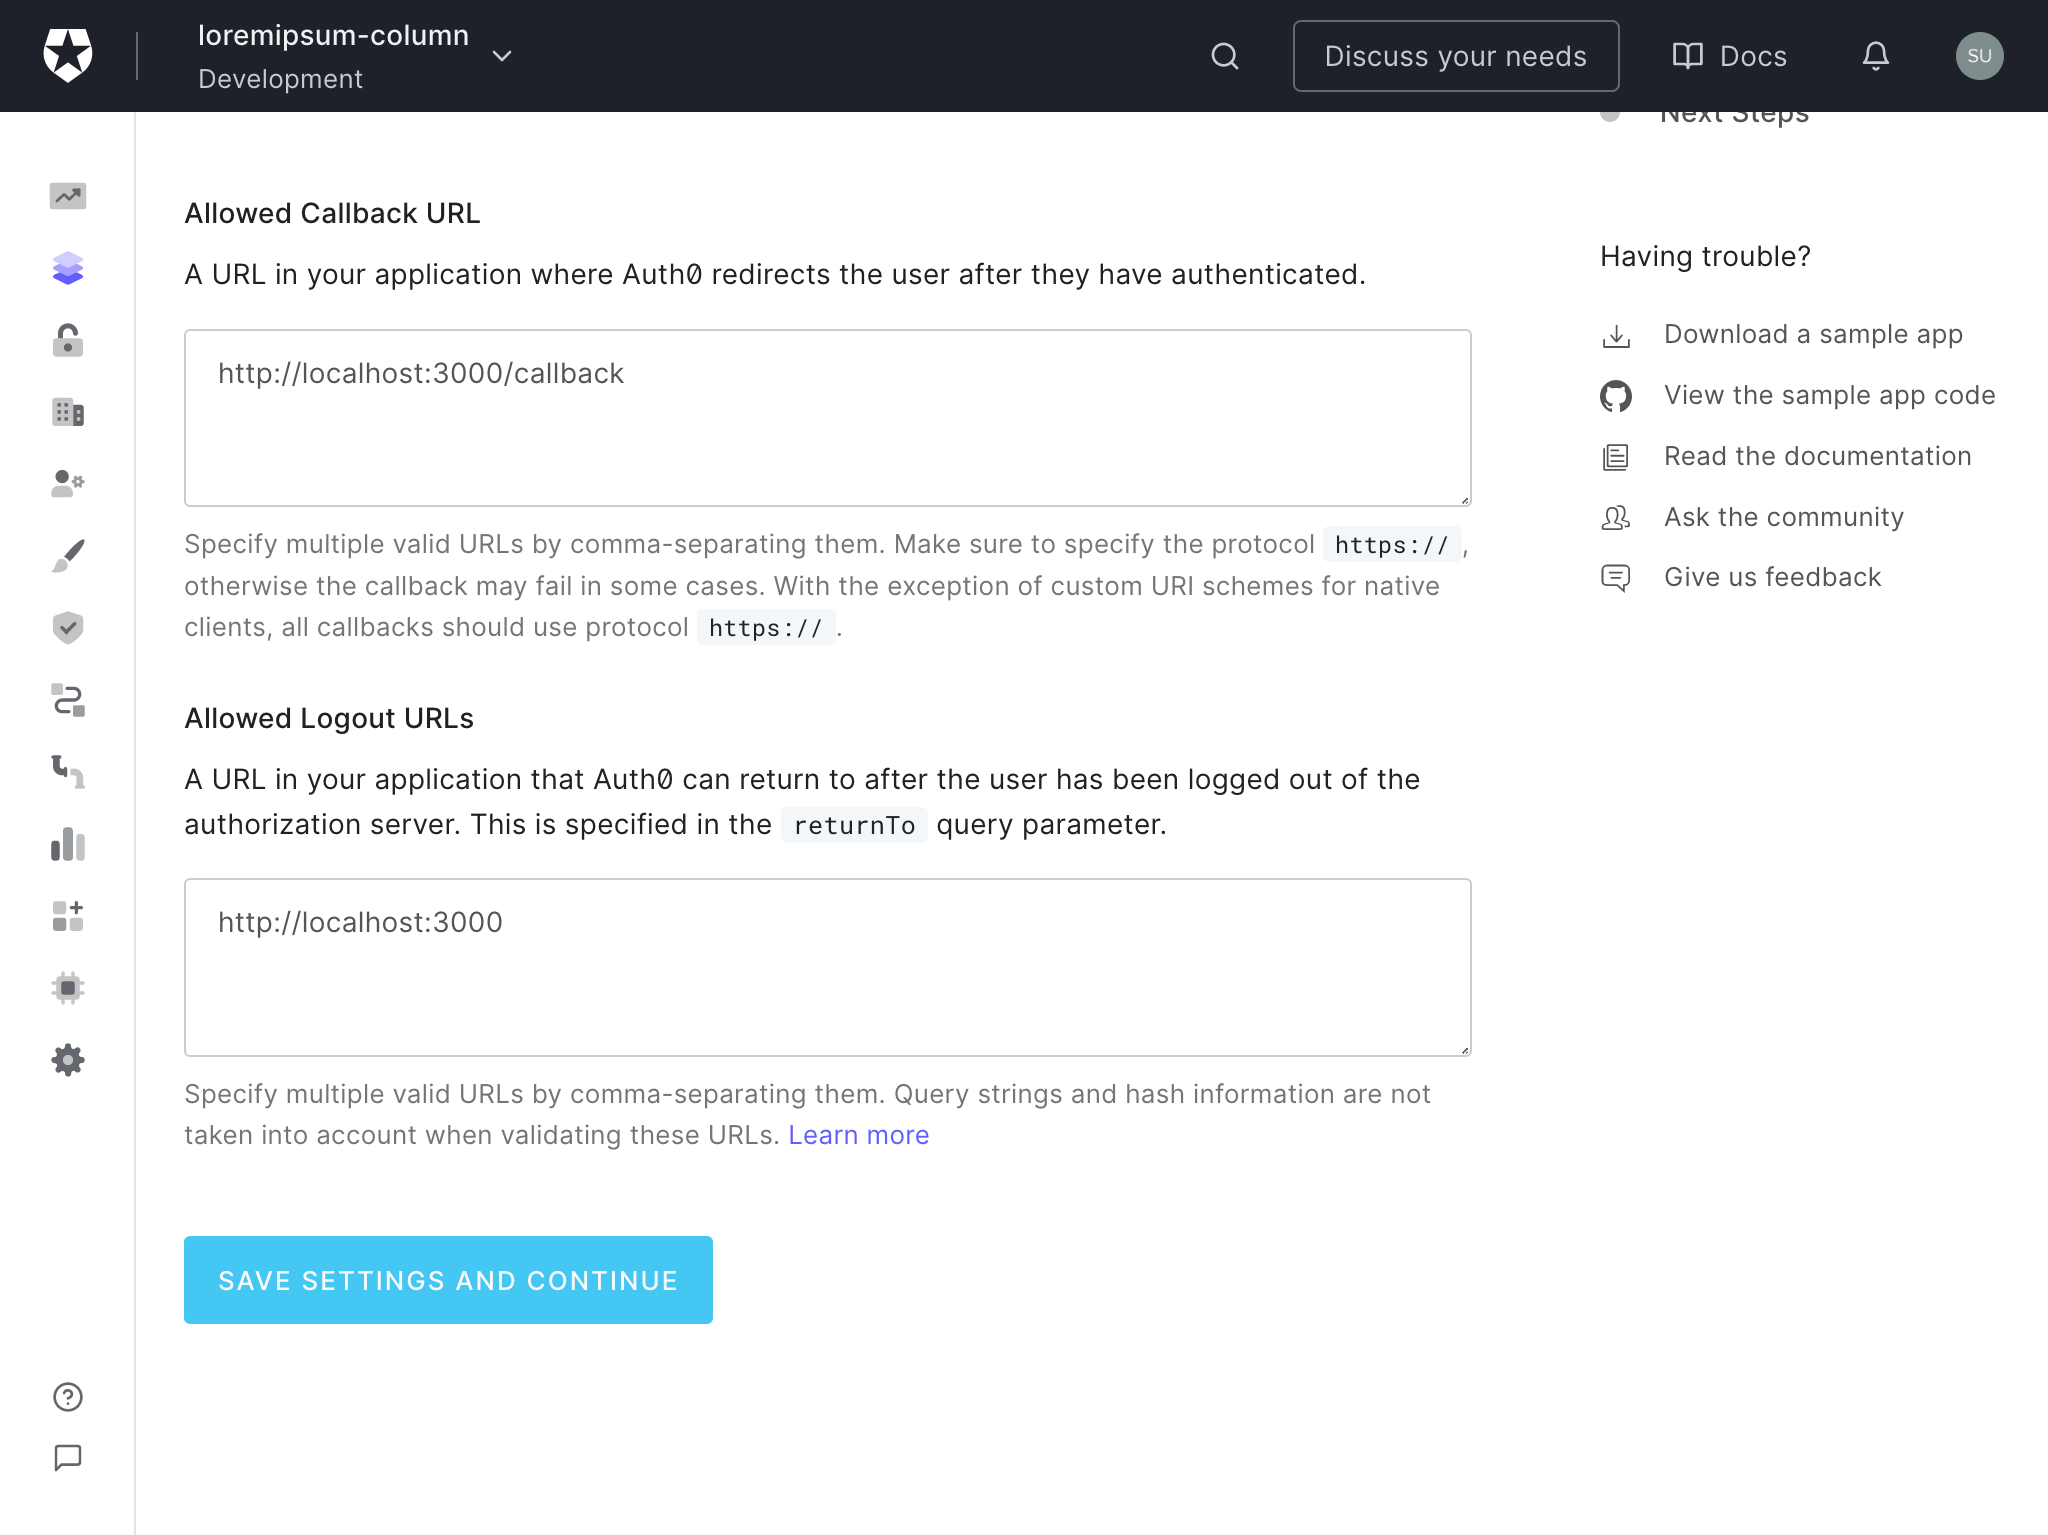 loremipsum-column
Development
Discuss your needs
Docs
SU
Next Steps
Allowed Callback URL
A URL in your application where Auth0 redirects the user after they have authenticated.
http://localhost:3000/callback
Specify multiple valid URLs by comma-separating them. Make sure to specify the protocol https:// ,
otherwise the callback may fail in some cases. With the exception of custom URI schemes for native
clients, all callbacks should use protocol https:// .
Allowed Logout URLs
A URL in your application that Auth0 can return to after the user has been logged out of the
authorization server. This is specified in the returnTo query parameter.
http://localhost:3000
Specify multiple valid URLs by comma-separating them. Query strings and hash information are not
taken into account when validating these URLs. Learn more
SAVE SETTINGS AND CONTINUE
Having trouble?
Download a sample app
View the sample app code
Read the documentation
Ask the community
Give us feedback